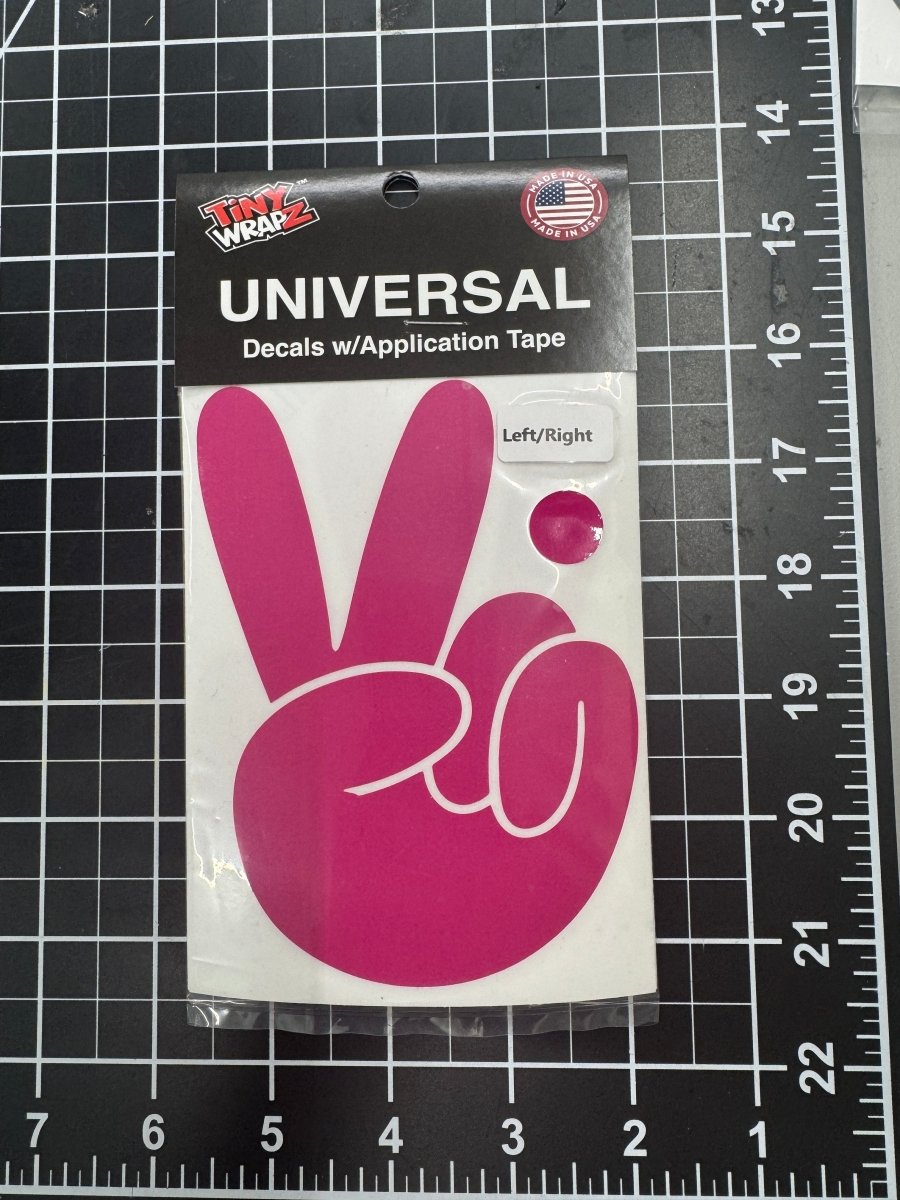 TiNY
WRAPZ™
MADE IN USA
MADE IN USA
UNIVERSAL
Decals w/Application Tape
Left/Right
13
14
15
16
17
18
19
20
21
22
7 6 5 4 3 2 1